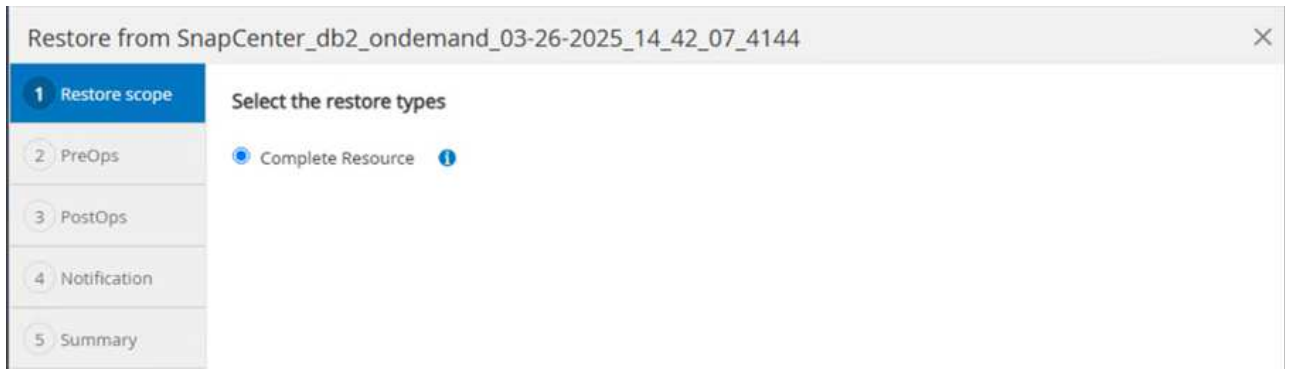 Restore from SnapCenter_db2_ondemand_03-26-2025_14_42_07_4144
1 Restore scope
Select the restore types
2 PreOps
Complete Resource
3 PostOps
4 Notification
5 Summary